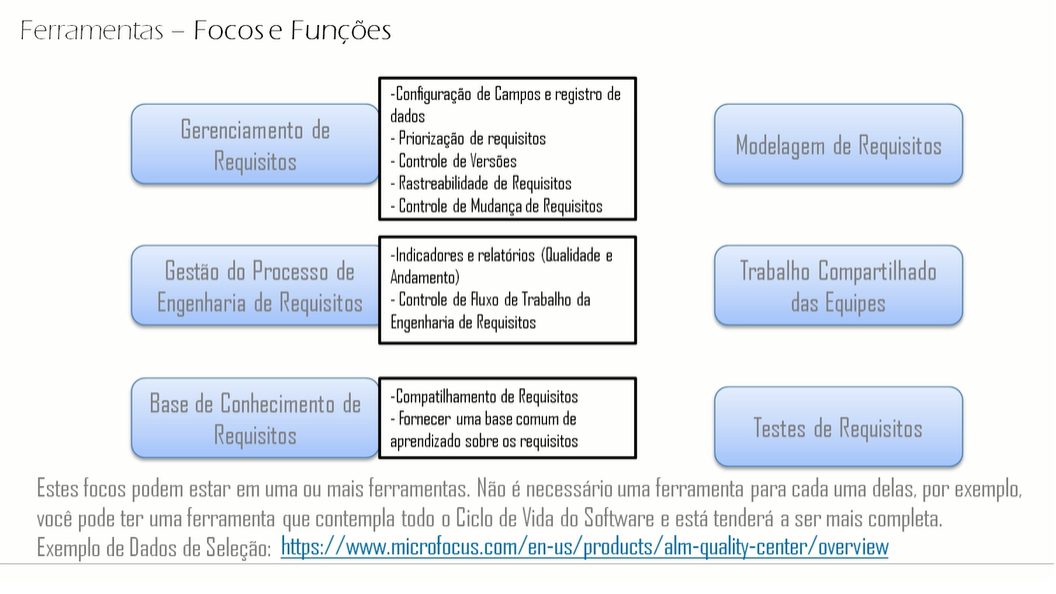 Ferramentas – Focos e Funções
Gerenciamento de
Requisitos
-Configuração de Campos e registro de
dados
- Priorização de requisitos
- Controle de Versões
- Rastreabilidade de Requisitos
- Controle de Mudança de Requisitos
Modelagem de Requisitos
Gestão do Processo de
Engenharia de Requisitos
-Indicadores e relatórios (Qualidade e
Andamento)
- Controle de Fluxo de Trabalho da
Engenharia de Requisitos
Trabalho Compartilhado
das Equipes
Base de Conhecimento de
Requisitos
-Compatilhamento de Requisitos
- Fornecer uma base comum de
aprendizado sobre os requisitos
Testes de Requisitos
Estes focos podem estar em uma ou mais ferramentas. Não é necessário uma ferramenta para cada uma delas, por exemplo,
você pode ter uma ferramenta que contempla todo o Ciclo de Vida do Software e está tenderá a ser mais completa.
Exemplo de Dados de Seleção: https://www.microfocus.com/en-us/products/alm-quality-center/overview